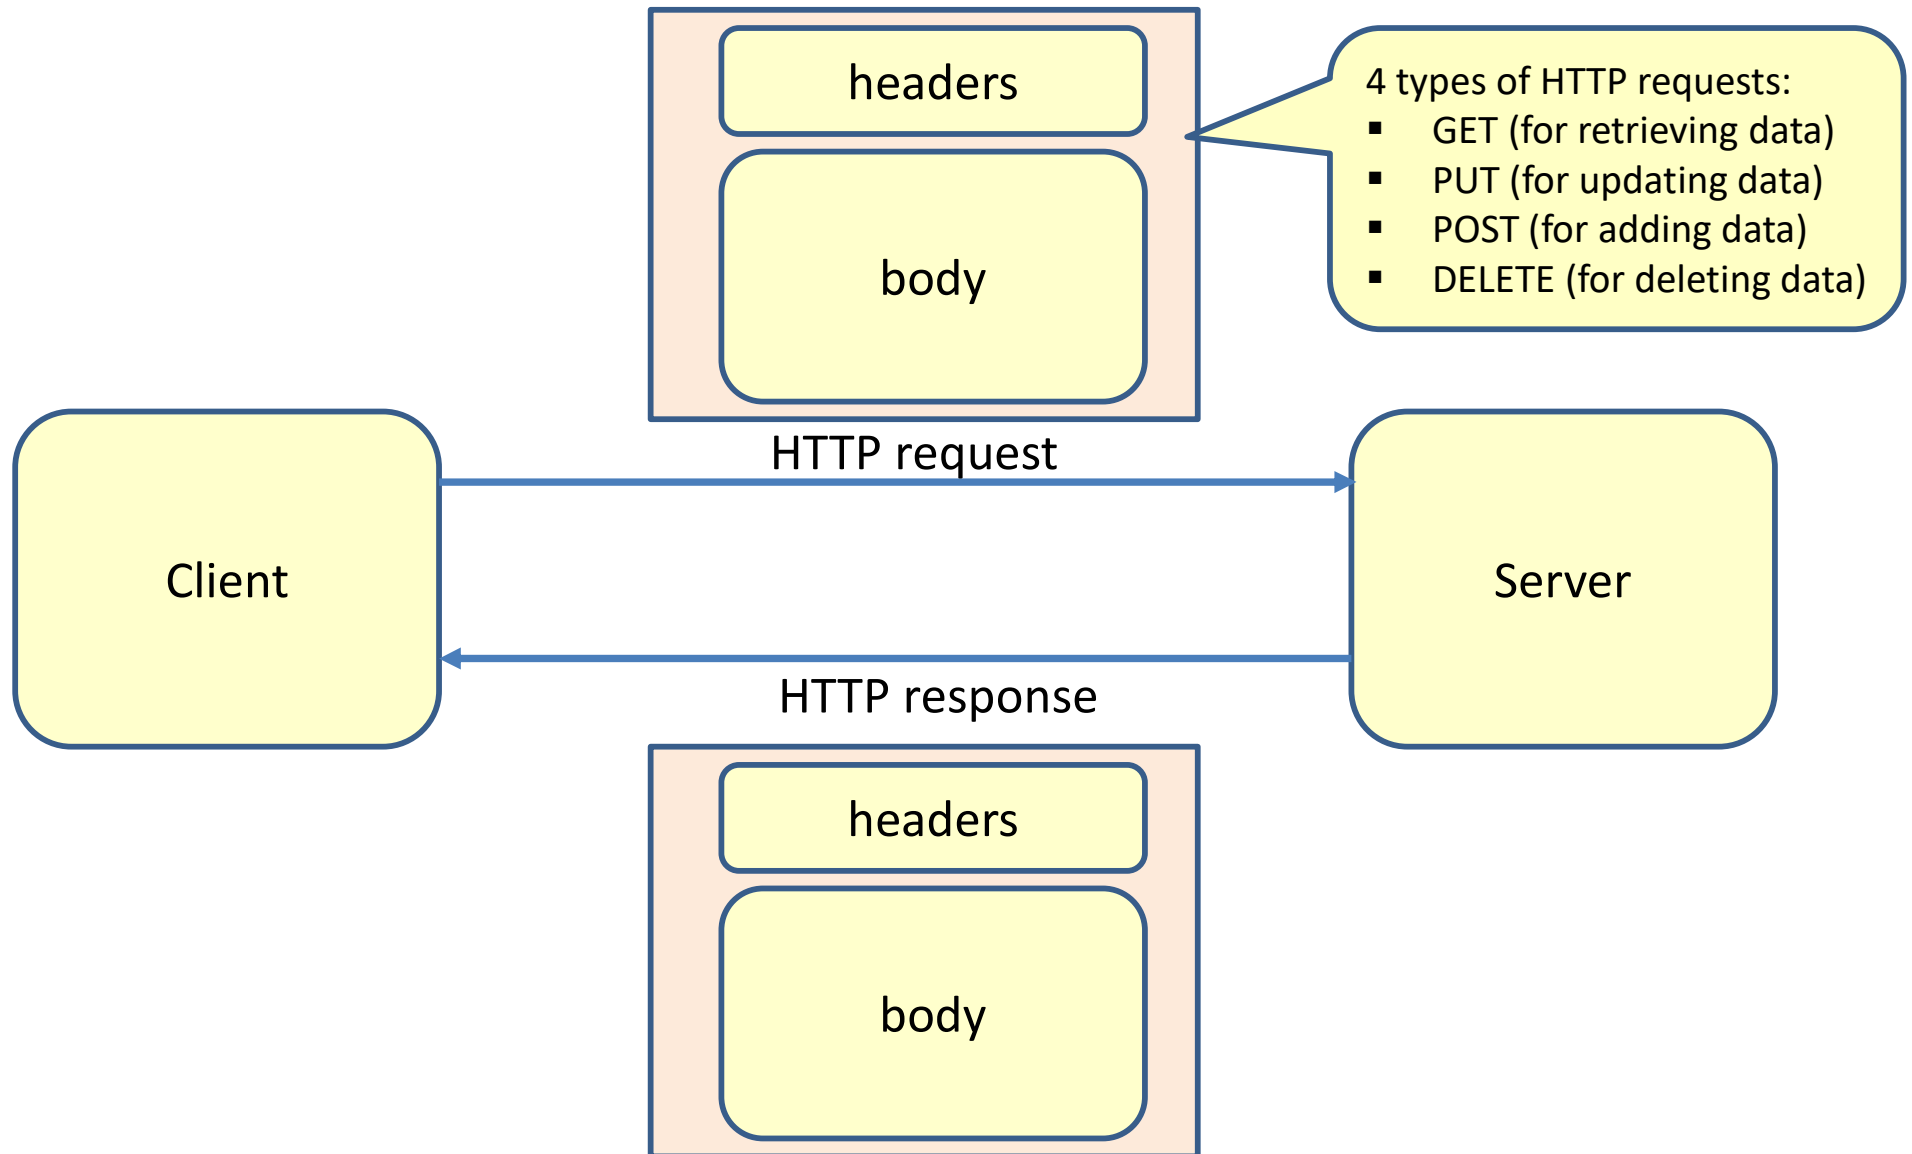 headers
body
4 types of HTTP requests:
▪ GET (for retrieving data)
▪ PUT (for updating data)
▪ POST (for adding data)
▪ DELETE (for deleting data)
HTTP request
Client
Server
HTTP response
headers
body